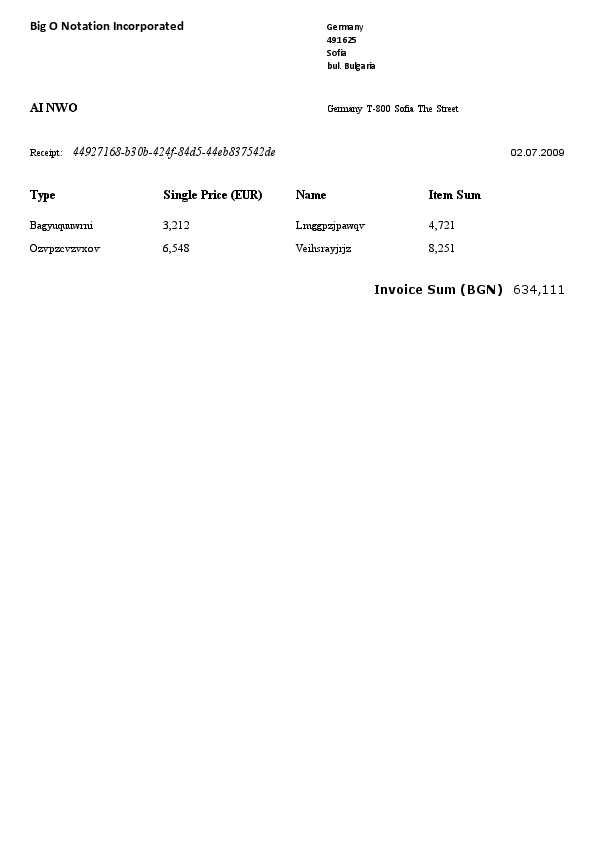 Big O Notation Incorporated
Germany
491625
Sofia
bul. Bulgaria
AI NWO
Germany T-800 Sofia The Street
Receipt: 44927168-b30b-424f-84d5-44eb837542de
02.07.2009
Type Single Price (EUR) Name Item Sum
Bagyuquuwrni 3,212 Lmggpzjpawqv 4,721
Ozvpzcvzvxov 6,548 Veihsrayjrjz 8,251
Invoice Sum (BGN) 634,111